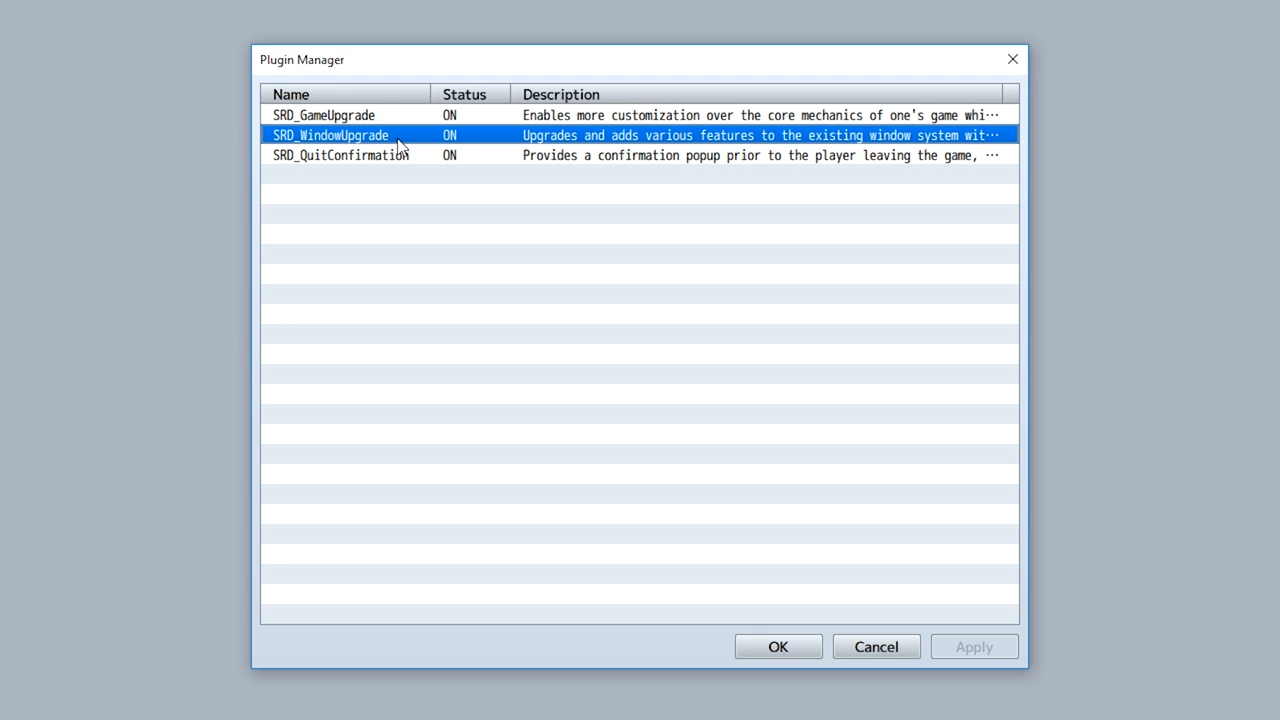 Plugin Manager
Name Status Description
SRD_GameUpgrade ON Enables more customization over the core mechanics of one's game whi…
SRD_WindowUpgrade ON Upgrades and adds various features to the existing window system wit…
SRD_QuitConfirmation ON Provides a confirmation popup prior to the player leaving the game, …
OK Cancel Apply